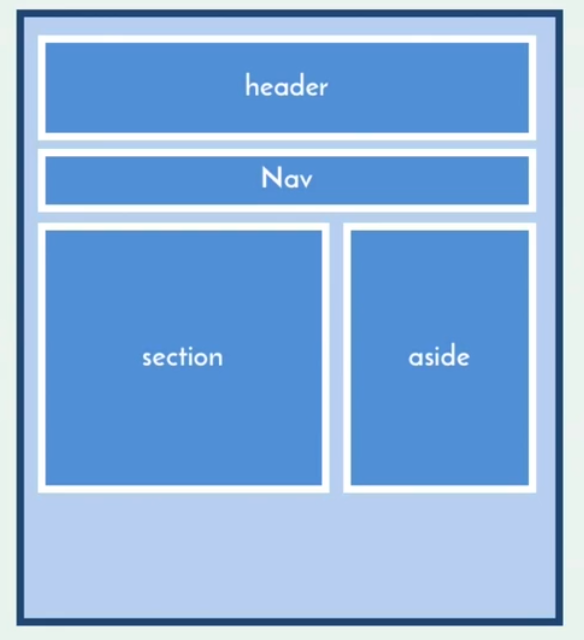 header
Nav
section
aside